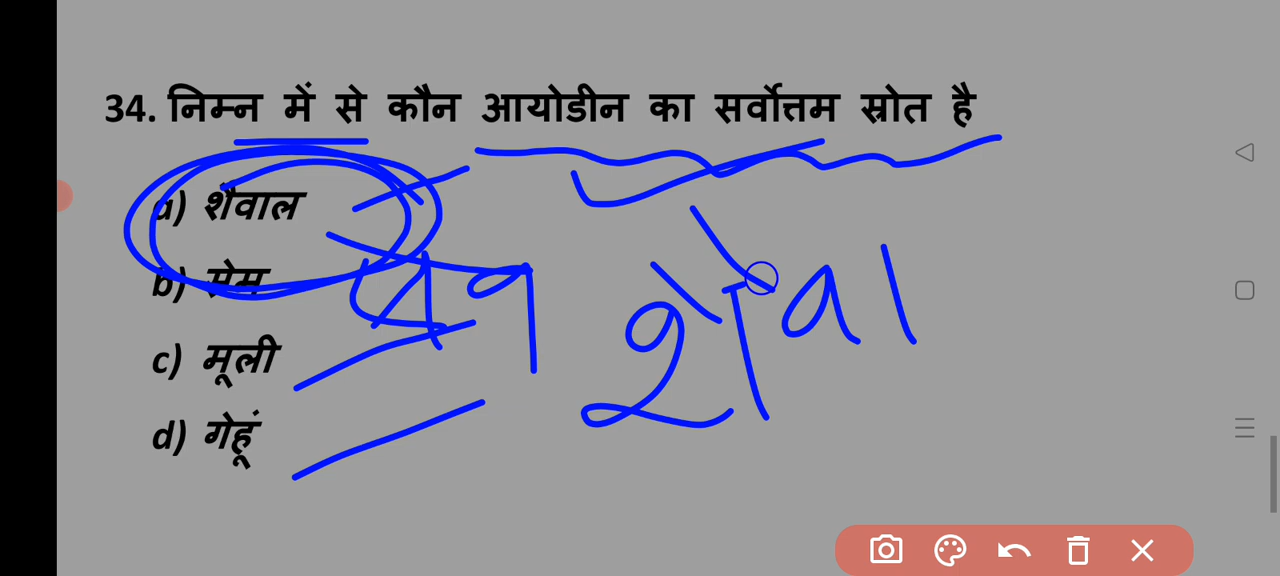 34. निम्न में से कौन आयोडीन का सर्वोत्तम स्रोत है
a) शैवाल
b) सेम
c) मूली
d) गेहूं